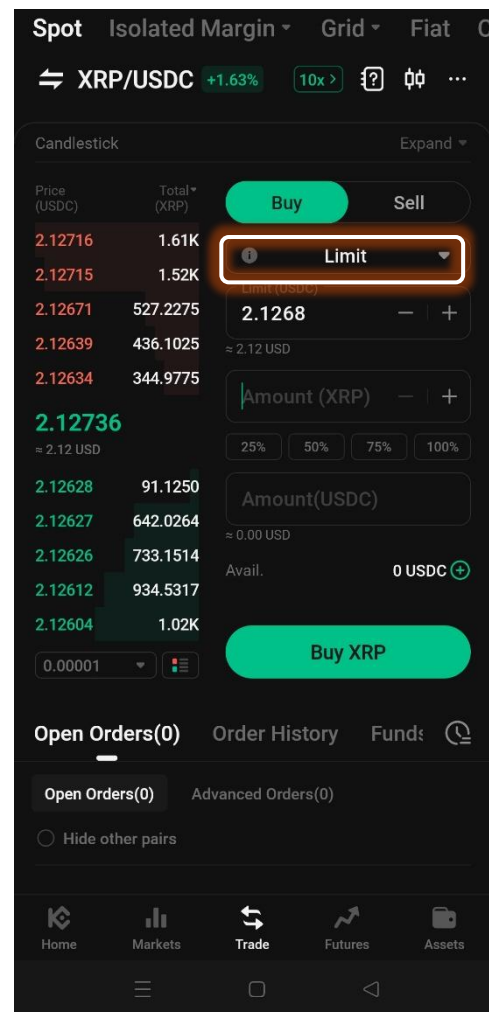 Spot Isolated Margin Grid Fiat
XRP/USDC +1.63% 10x >
Candlestick Expand
Price (USDC) Total (XRP)
Buy Sell
2.12716 1.61K
Limit
2.12715 1.52K
Limit (USDC)
2.12671 527.2275
2.1268 — +
2.12639 436.1025
≈ 2.12 USD
2.12634 344.9775
Amount (XRP) — +
2.12736
≈ 2.12 USD
25% 50% 75% 100%
2.12628 91.1250
Amount(USDC)
2.12627 642.0264
≈ 0.00 USD
2.12626 733.1514
Avail. 0 USDC
2.12612 934.5317
2.12604 1.02K
Buy XRP
0.00001
Open Orders(0) Order History Funds
Open Orders(0) Advanced Orders(0)
Hide other pairs
Home Markets Trade Futures Assets